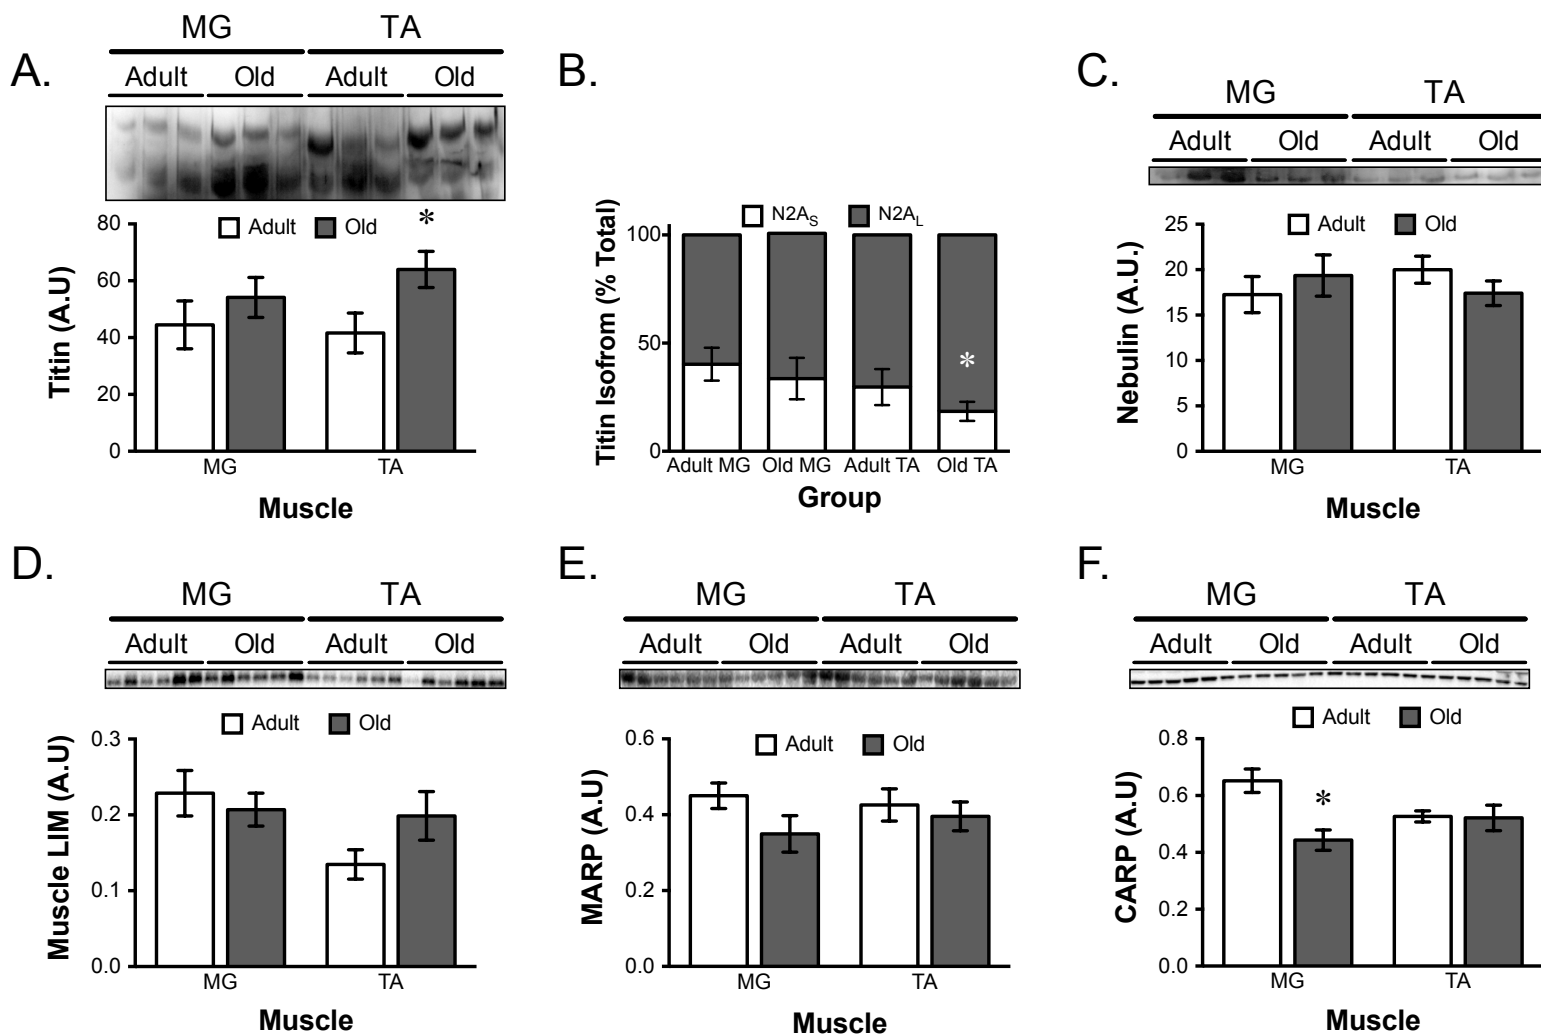 A.
MG TA
Adult Old Adult Old
Adult Old
*
Titin (A.U)
80
60
40
20
0
MG TA
Muscle
B.
N2AS N2AL
Titin Isofrom (% Total)
100
50
0
*
Adult MG Old MG Adult TA Old TA
Group
C.
MG TA
Adult Old Adult Old
Adult Old
Nebulin (A.U.)
25
20
15
10
5
0
MG TA
Muscle
D.
MG TA
Adult Old Adult Old
Adult Old
Muscle LIM (A.U)
0.3
0.2
0.1
0.0
MG TA
Muscle
E.
MG TA
Adult Old Adult Old
Adult Old
MARP (A.U)
0.6
0.4
0.2
0.0
MG TA
Muscle
F.
MG TA
Adult Old Adult Old
Adult Old
CARP (A.U)
0.8
0.6
0.4
0.2
0.0
*
MG TA
Muscle